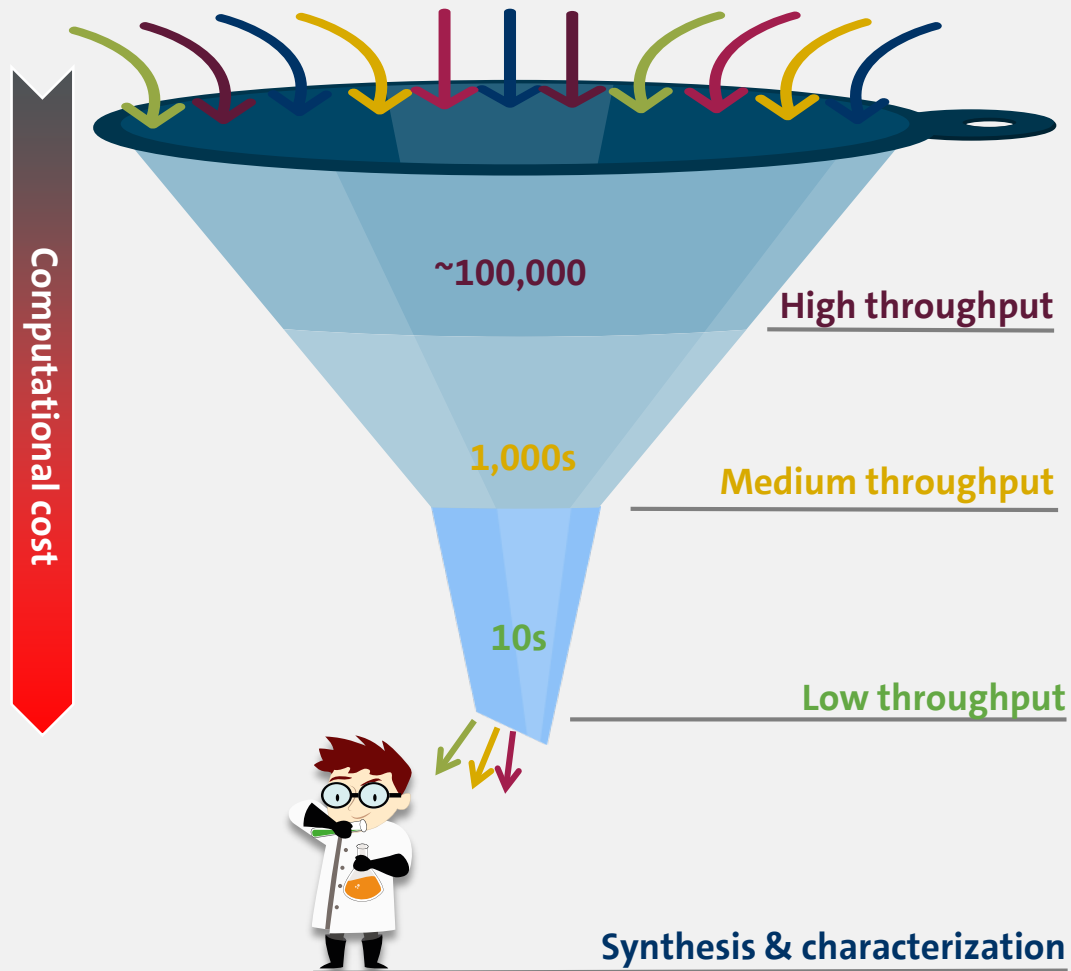 Computational cost
~100,000
High throughput
1,000s
Medium throughput
10s
Low throughput
Synthesis & characterization